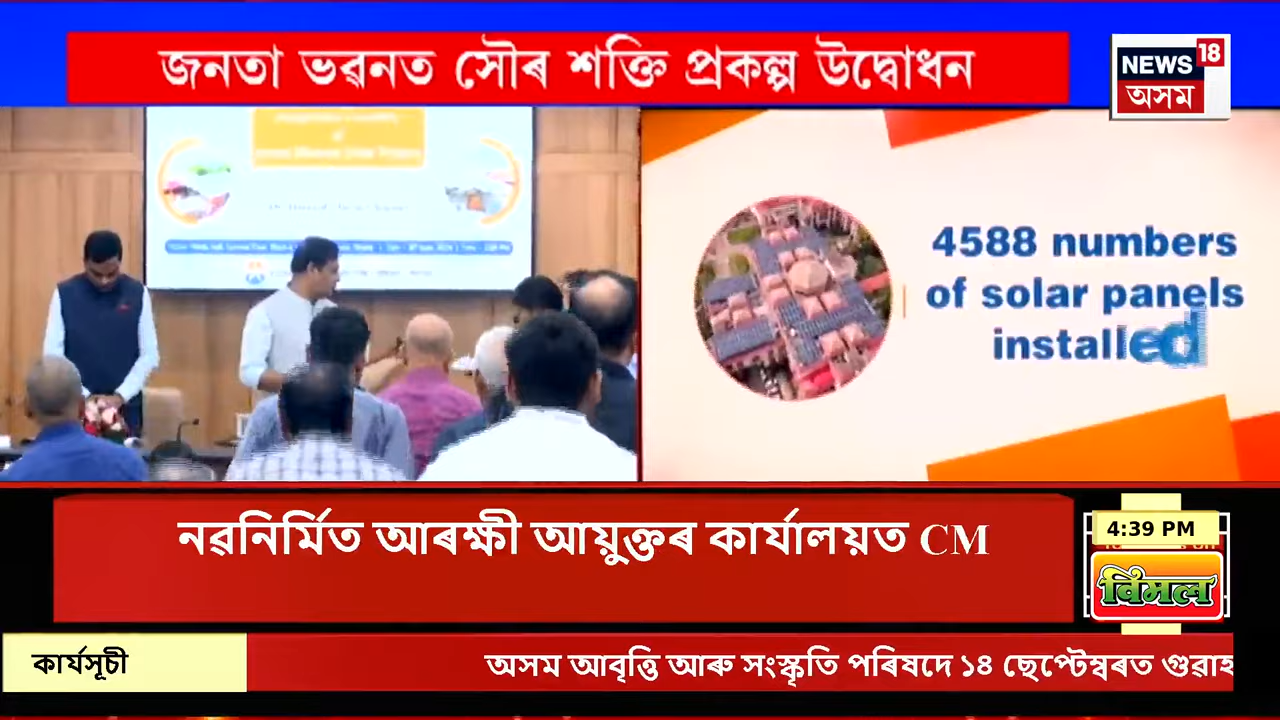 জনতা ভৱনত সৌৰ শক্তি প্ৰকল্প উদ্বোধন
NEWS 18
অসম
4588 numbers
of solar panels
installed
নৱনিৰ্মিত আৰক্ষী আয়ুক্তৰ কাৰ্যালয়ত CM
4:39 PM
বিমল
কাৰ্যসূচী
অসম আবৃত্তি আৰু সংস্কৃতি পৰিষদে ১৪ ছেপ্টেম্বৰত গুৱাহ